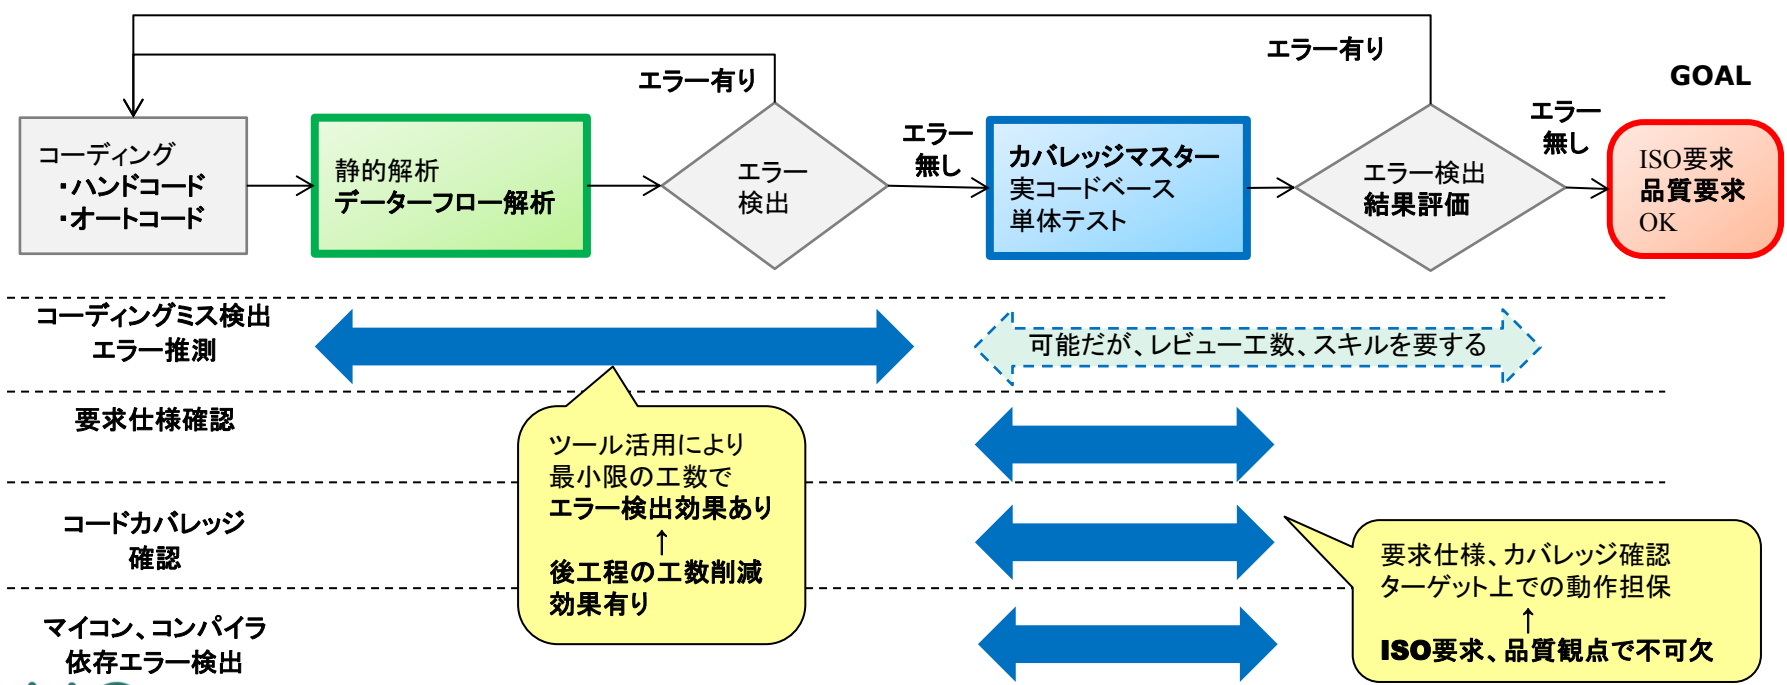 エラー有り
エラー有り
GOAL
コーディング
・ハンドコード
・オートコード
静的解析
データーフロー解析
エラー
検出
エラー
無し
カバレッジマスター
実コードベース
単体テスト
エラー検出
結果評価
エラー
無し
ISO要求
品質要求
OK
コーディングミス検出
エラー推測
可能だが、レビュー工数、スキルを要する
要求仕様確認
ツール活用により
最小限の工数で
エラー検出効果あり
↑
後工程の工数削減
効果有り
コードカバレッジ
確認
要求仕様、カバレッジ確認
ターゲット上での動作担保
↑
ISO要求、品質観点で不可欠
マイコン、コンパイラ
依存エラー検出